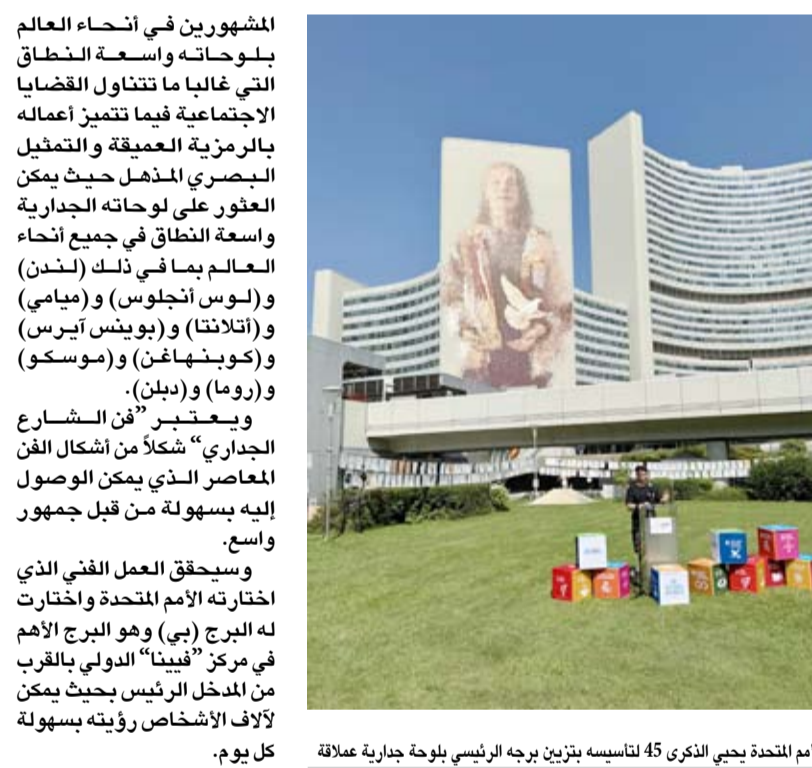 المشهورين في أنحاء العالم
بلوحاته واسعة النطاق
التي غالبا ما تتناول القضايا
الاجتماعية فيما تتميز أعماله
بالرمزية العميقة والتمثيل
البصري المذهل حيث يمكن
العثور على لوحاته الجدارية
واسعة النطاق في جميع أنحاء
العالم بما في ذلك (لندن)
و(لوس أنجلوس) و(ميامي)
و(أتلانتا) و(بوينس آيرس)
و(كوبنهاغن) و(موسكو)
و(روما) و(دبلن).
ويعتبر ”فن الشارع
الجداري“ شكلاً من أشكال الفن
المعاصر الذي يمكن الوصول
إليه بسهولة من قبل جمهور
واسع.
وسيحقق العمل الفني الذي
اختارته الأمم المتحدة واختارت
له البرج (بي) وهو البرج الأهم
في مركز ”فيينا“ الدولي بالقرب
من المدخل الرئيس بحيث يمكن
لآلاف الأشخاص رؤيته بسهولة
كل يوم.
المتحدة يحيي الذكرى 45 لتأسيسه بتزيين برجه الرئيسي بلوحة جدارية عملاقة